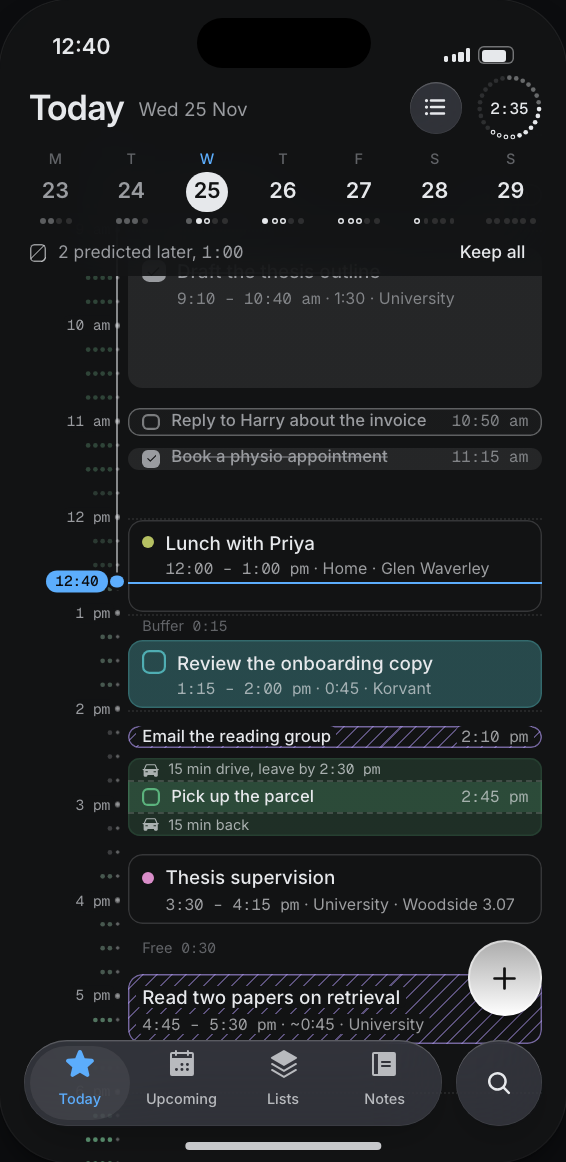 12:40
Today Wed 25 Nov 2:35
M T W T F S S
23 24 25 26 27 28 29
2 predicted later, 1:00 Keep all
Draft the thesis outline
9:10 – 10:40 am · 1:30 · University
10 am
11 am Reply to Harry about the invoice 10:50 am
Book a physio appointment 11:15 am
12 pm
Lunch with Priya
12:00 – 1:00 pm · Home · Glen Waverley
12:40
1 pm
Buffer 0:15
Review the onboarding copy
1:15 – 2:00 pm · 0:45 · Korvant
2 pm
Email the reading group 2:10 pm
15 min drive, leave by 2:30 pm
Pick up the parcel 2:45 pm
3 pm
15 min back
Thesis supervision
3:30 – 4:15 pm · University · Woodside 3.07
4 pm
Free 0:30
5 pm Read two papers on retrieval
4:45 – 5:30 pm · ~0:45 · University
Today Upcoming Lists Notes